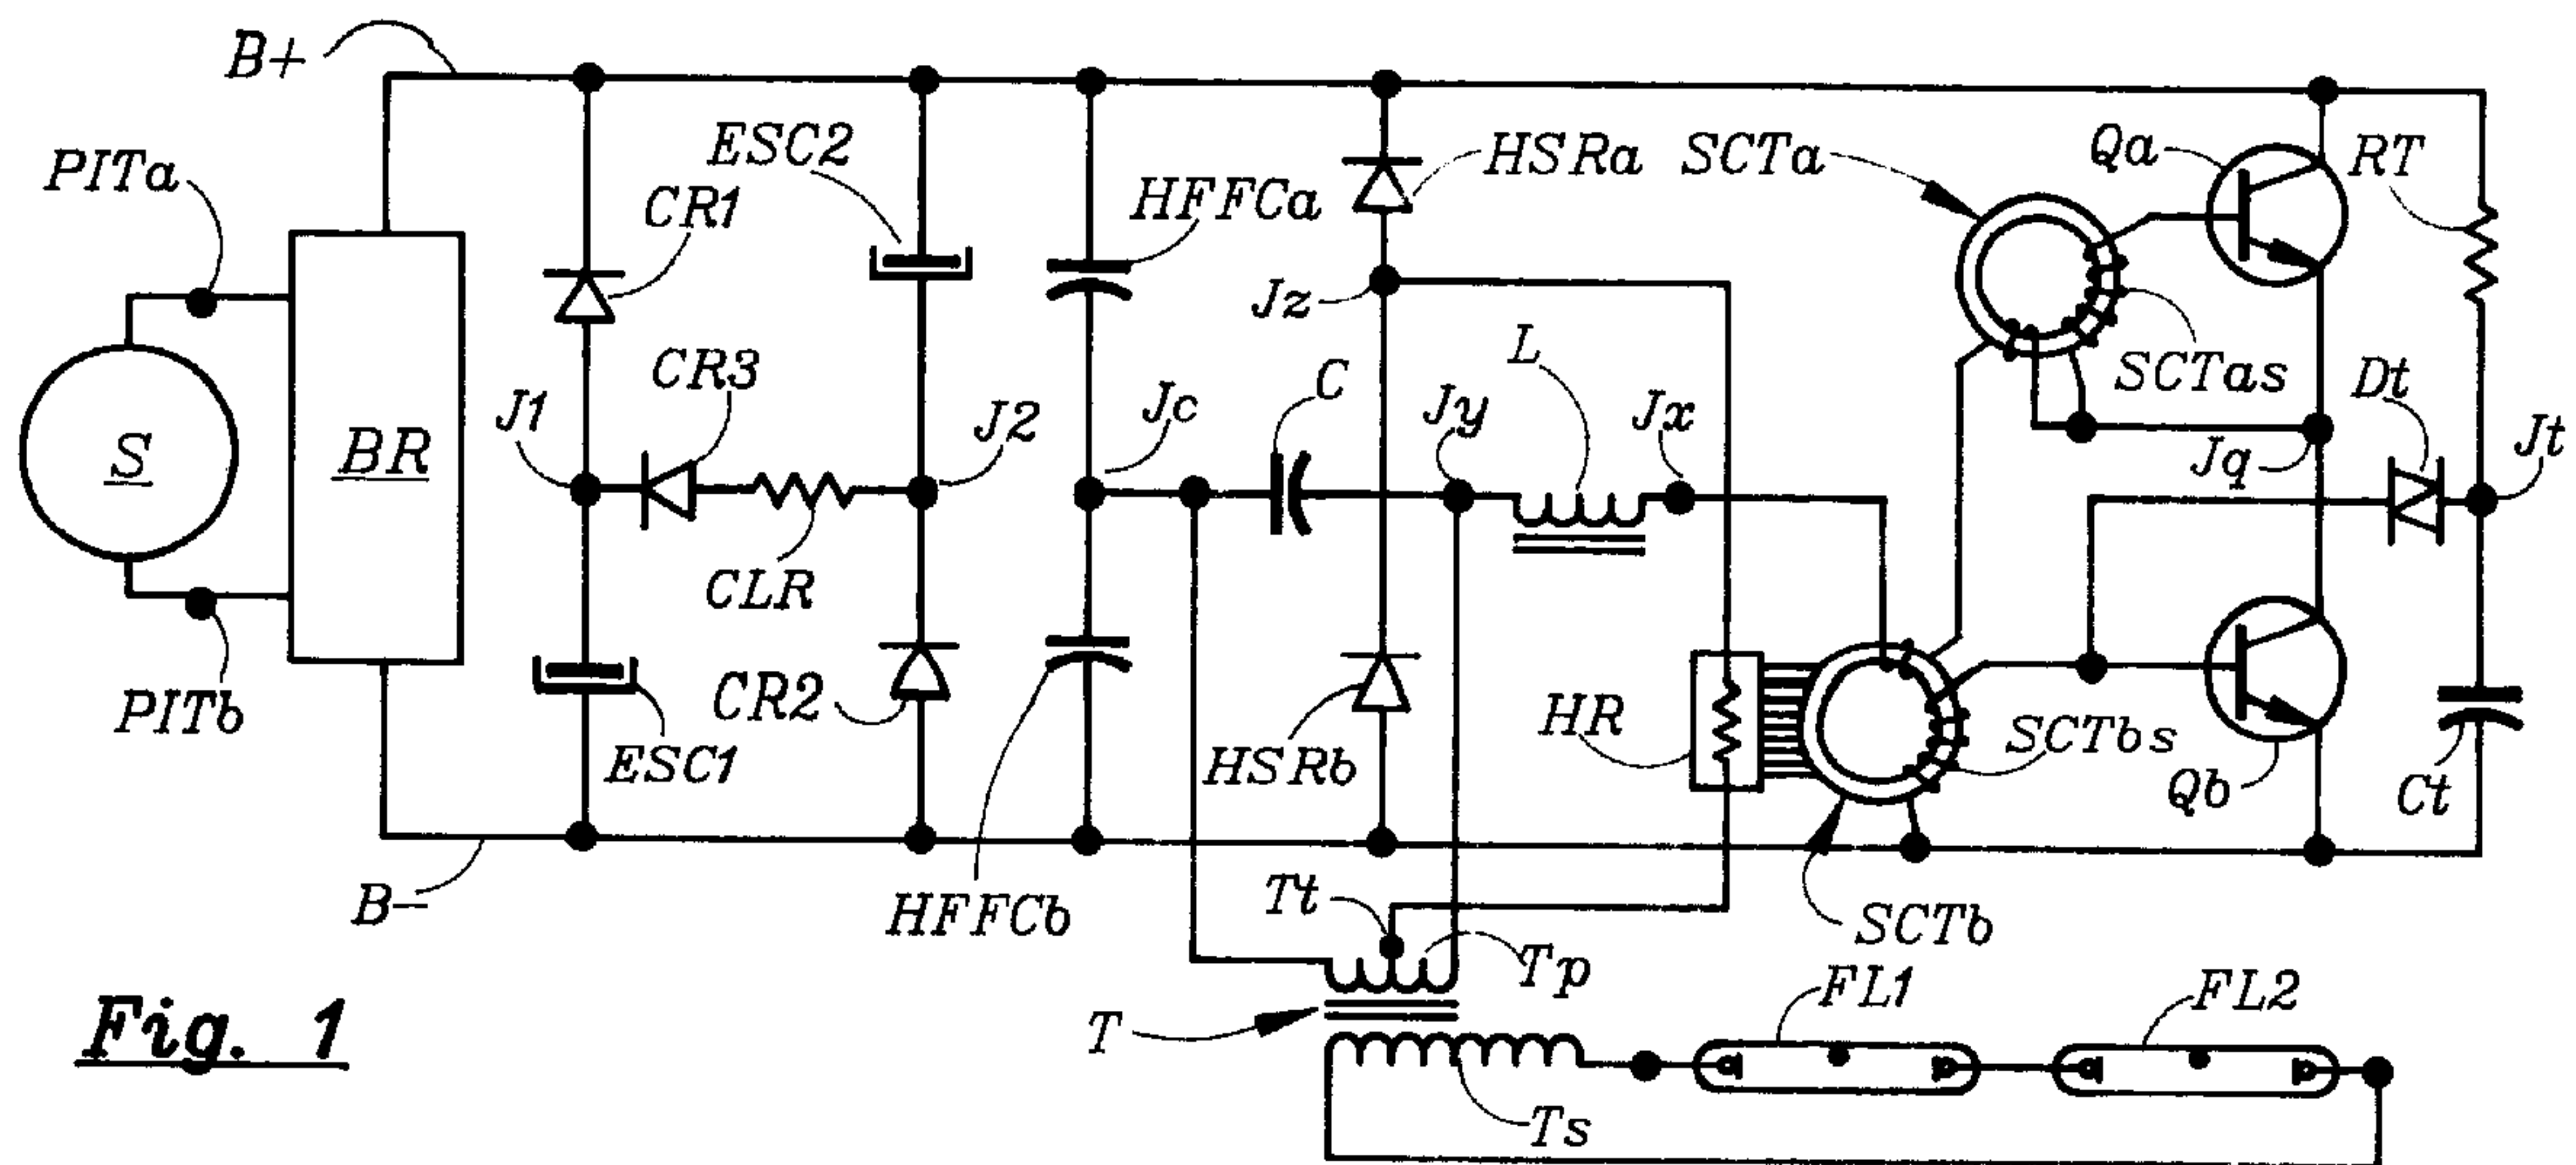 B+
PITa
S
PITb
BR
B-
CR1
ESC2
HFFCa
HSRa
SCTa
Qa
RT
CR3
J1
J2
Jc
C
Jz
Jy
L
Jx
SCTas
Dt
Jq
Jt
CLR
CR2
ESC1
HSRb
HR
SCTbs
Qb
Ct
HFFCb
Tt
Tp
SCTb
T
FL1
FL2
Ts
Fig. 1